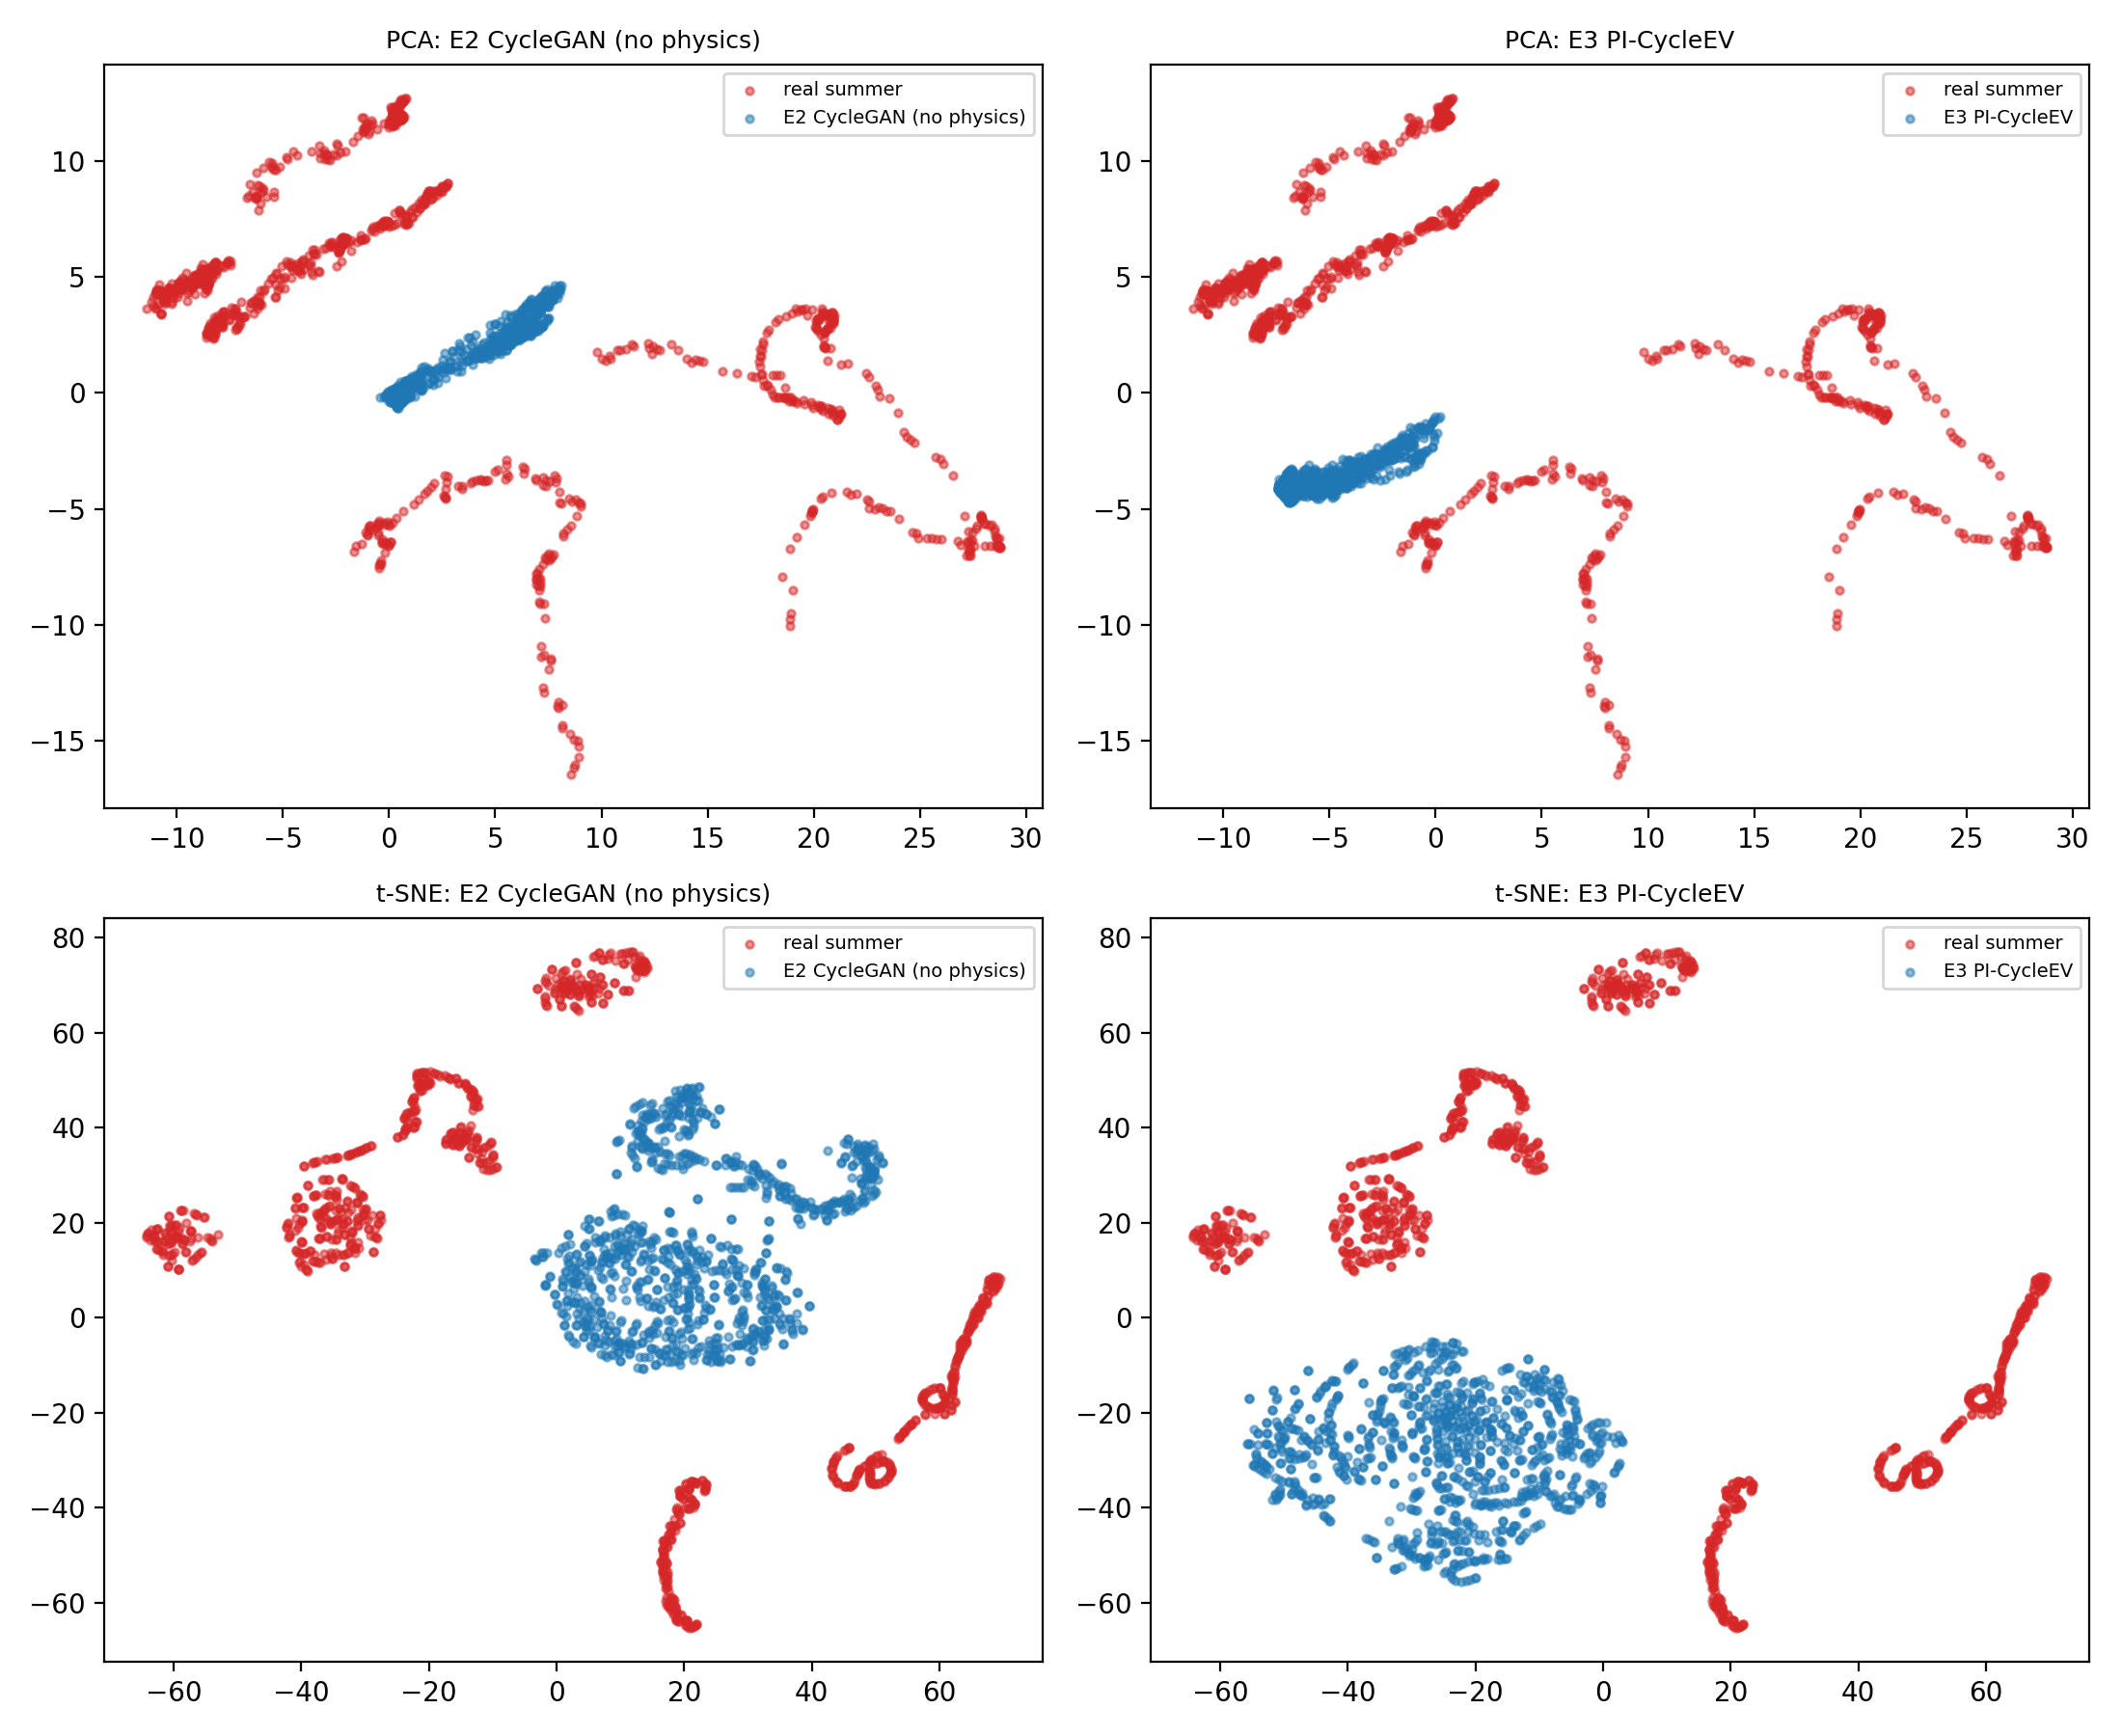 PCA: E2 CycleGAN (no physics)
real summer
E2 CycleGAN (no physics)
10
5
0
−5
−10
−15
−10 −5 0 5 10 15 20 25 30
PCA: E3 PI-CycleEV
real summer
E3 PI-CycleEV
10
5
0
−5
−10
−15
−10 −5 0 5 10 15 20 25 30
t-SNE: E2 CycleGAN (no physics)
real summer
E2 CycleGAN (no physics)
80
60
40
20
0
−20
−40
−60
−60 −40 −20 0 20 40 60
t-SNE: E3 PI-CycleEV
real summer
E3 PI-CycleEV
80
60
40
20
0
−20
−40
−60
−60 −40 −20 0 20 40 60